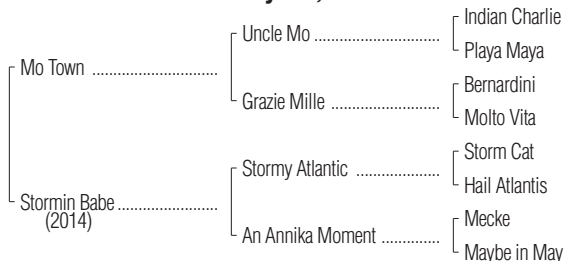 Indian Charlie
Uncle Mo ........................
Playa Maya
Mo Town ..............................
Bernardini
Grazie Mille ......................
Molto Vita
Storm Cat
Stormy Atlantic ....................
Hail Atlantis
Stormin Babe ........................
(2014)
Mecke
An Annika Moment ..............
Maybe in May